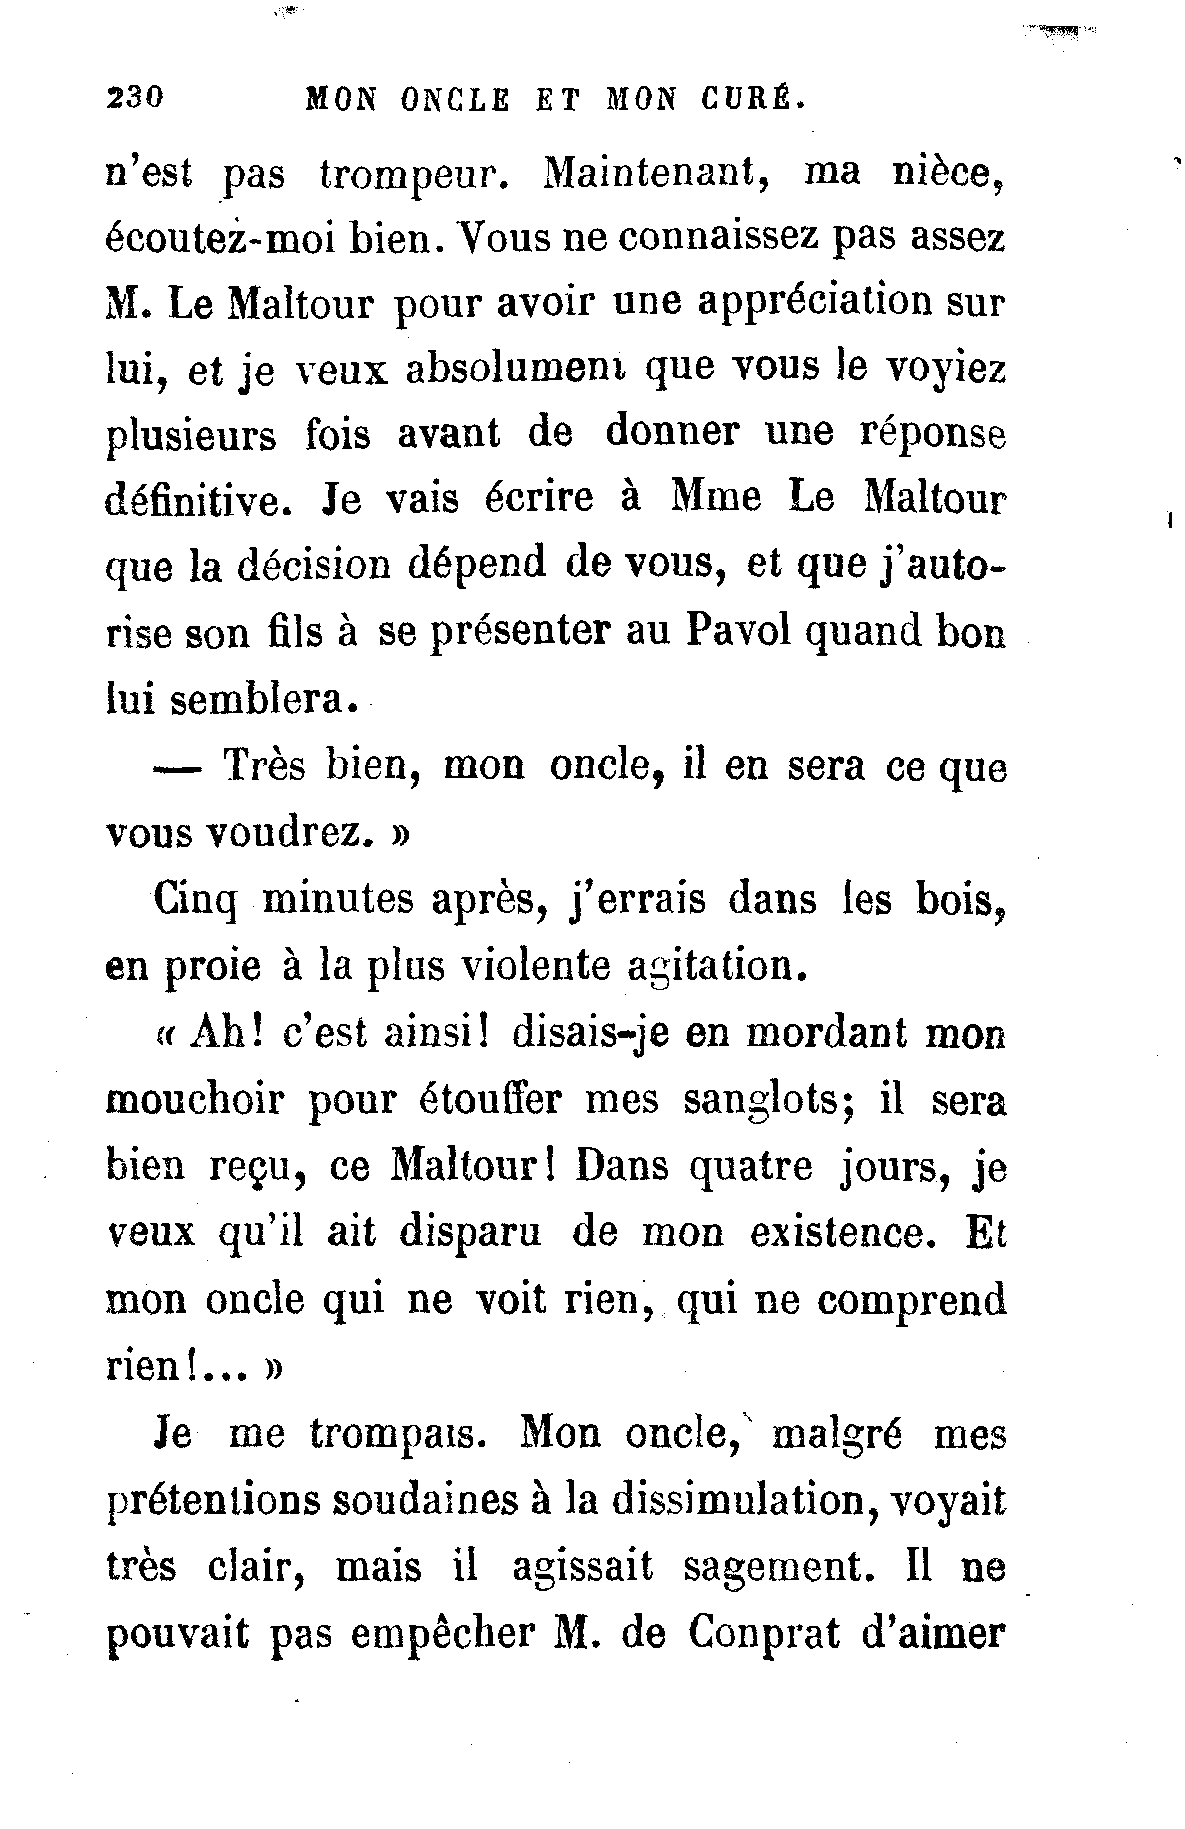 230 MON ONCLE ET MON CURÉ.
n'est pas trompeur. Maintenant, ma nièce,
écoutez-moi bien. Vous ne connaissez pas assez
M. Le Maltour pour avoir une appréciation sur
lui, et je veux absolument que vous le voyiez
plusieurs fois avant de donner une réponse
définitive. Je vais écrire à Mme Le Maltour
que la décision dépend de vous, et que j'auto-
rise son fils à se présenter au Pavol quand bon
lui semblera.
— Très bien, mon oncle, il en sera ce que
vous voudrez. »
Cinq minutes après, j'errais dans les bois,
en proie à la plus violente agitation.
« Ah! c'est ainsi! disais-je en mordant mon
mouchoir pour étouffer mes sanglots; il sera
bien reçu, ce Maltour! Dans quatre jours, je
veux qu'il ait disparu de mon existence. Et
mon oncle qui ne voit rien, qui ne comprend
rien!... »
Je me trompais. Mon oncle, malgré mes
prétentions soudaines à la dissimulation, voyait
très clair, mais il agissait sagement. Il ne
pouvait pas empêcher M. de Conprat d'aimer